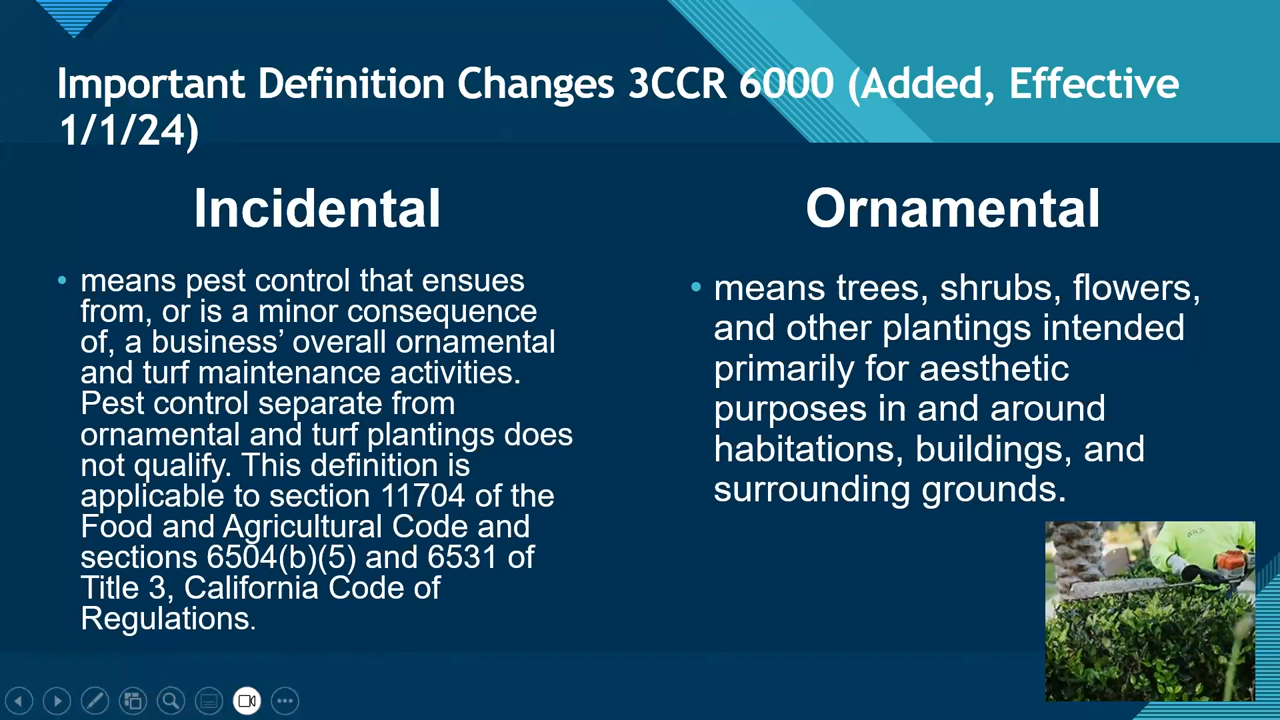 Important Definition Changes 3CCR 6000 (Added, Effective
1/1/24)
Incidental
• means pest control that ensues
from, or is a minor consequence
of, a business’ overall ornamental
and turf maintenance activities.
Pest control separate from
ornamental and turf plantings does
not qualify. This definition is
applicable to section 11704 of the
Food and Agricultural Code and
sections 6504(b)(5) and 6531 of
Title 3, California Code of
Regulations.
Ornamental
• means trees, shrubs, flowers,
and other plantings intended
primarily for aesthetic
purposes in and around
habitations, buildings, and
surrounding grounds.